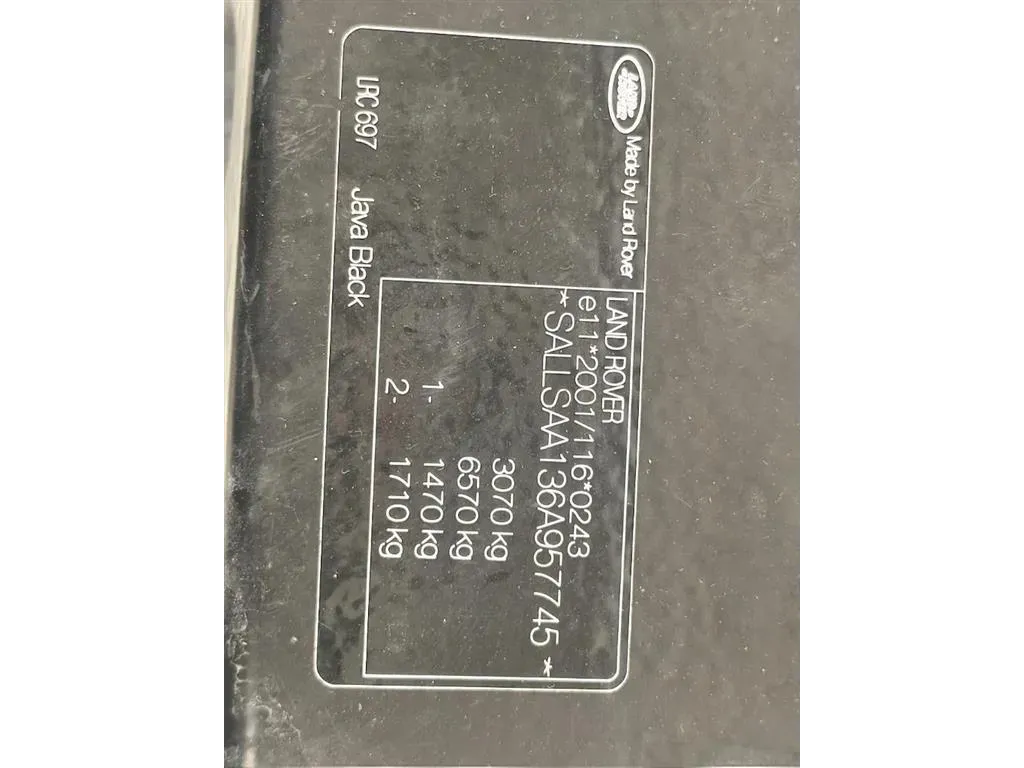 LAND ROVER
Made by Land Rover
LAND ROVER
e11*2001/116*0243
*SALLSAA136A957745*
3070 kg
6570 kg
1- 1470 kg
2- 1710 kg
LRC 697 Java Black